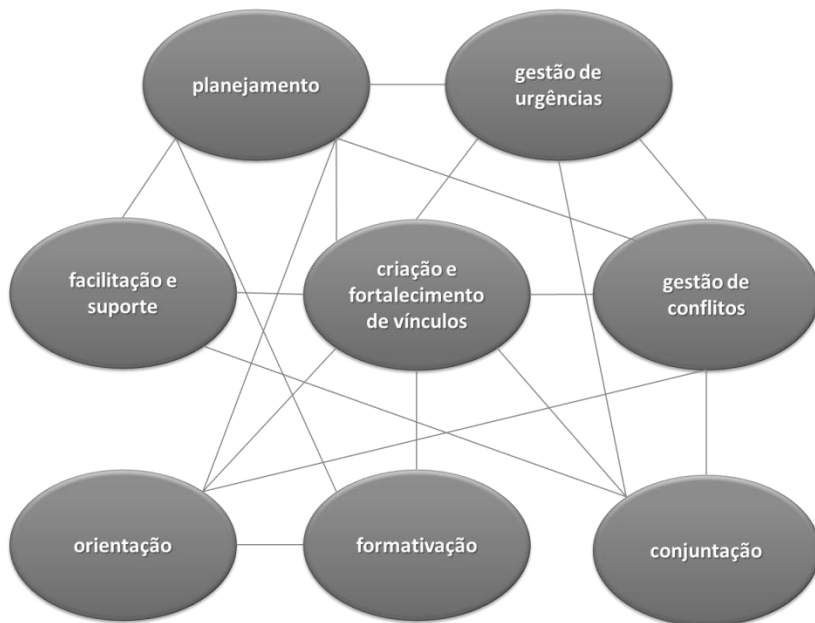 planejamento
gestão de
urgências
facilitação e
suporte
criação e
fortalecimento
de vínculos
gestão de
conflitos
orientação
formativação
conjuntação